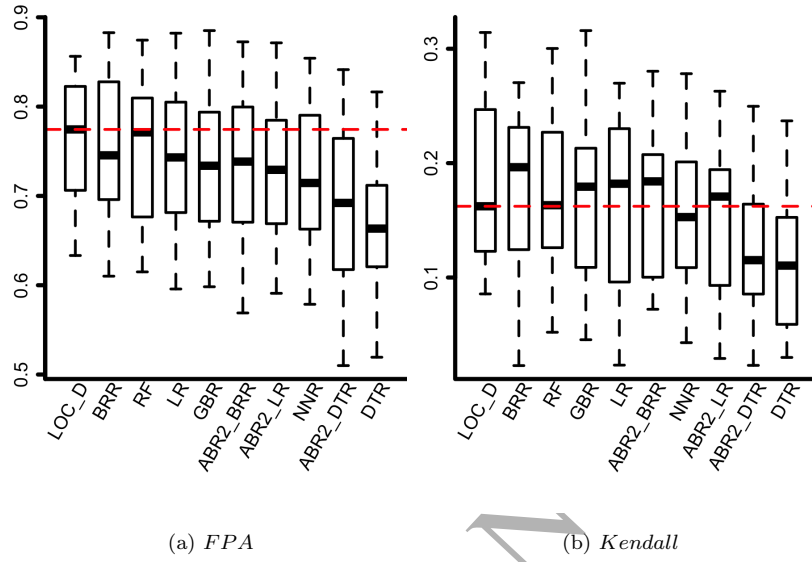 0.9
0.8
0.7
0.6
0.5
LOC_D
BRR
RF
LR
GBR
ABR2_BRR
ABR2_LR
NNR
ABR2_DTR
DTR
(a) FPA
0.3
0.2
0.1
LOC_D
BRR
RF
GBR
LR
ABR2_BRR
NNR
ABR2_LR
ABR2_DTR
DTR
(b) Kendall